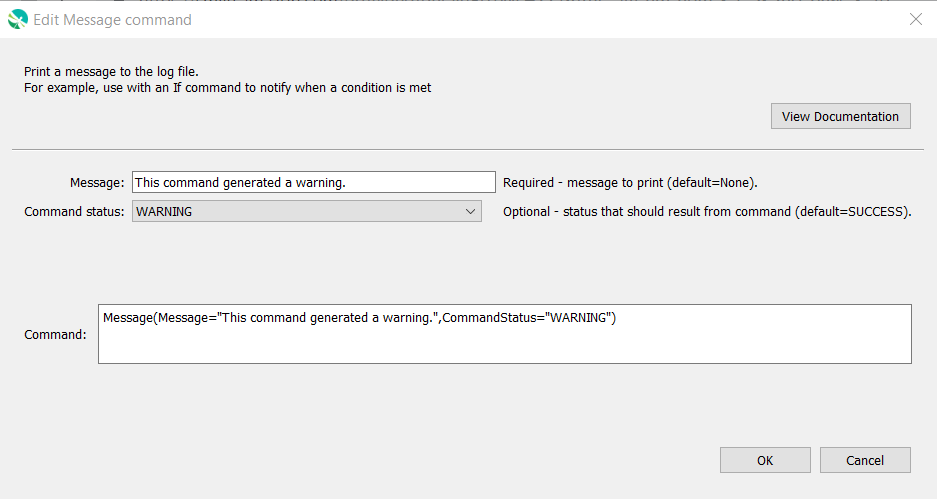 Edit Message command
Print a message to the log file.
For example, use with an If command to notify when a condition is met
View Documentation
Message: This command generated a warning. Required - message to print (default=None).
Command status: WARNING Optional - status that should result from command (default=SUCCESS).
Command: Message(Message="This command generated a warning.",CommandStatus="WARNING")
OK Cancel